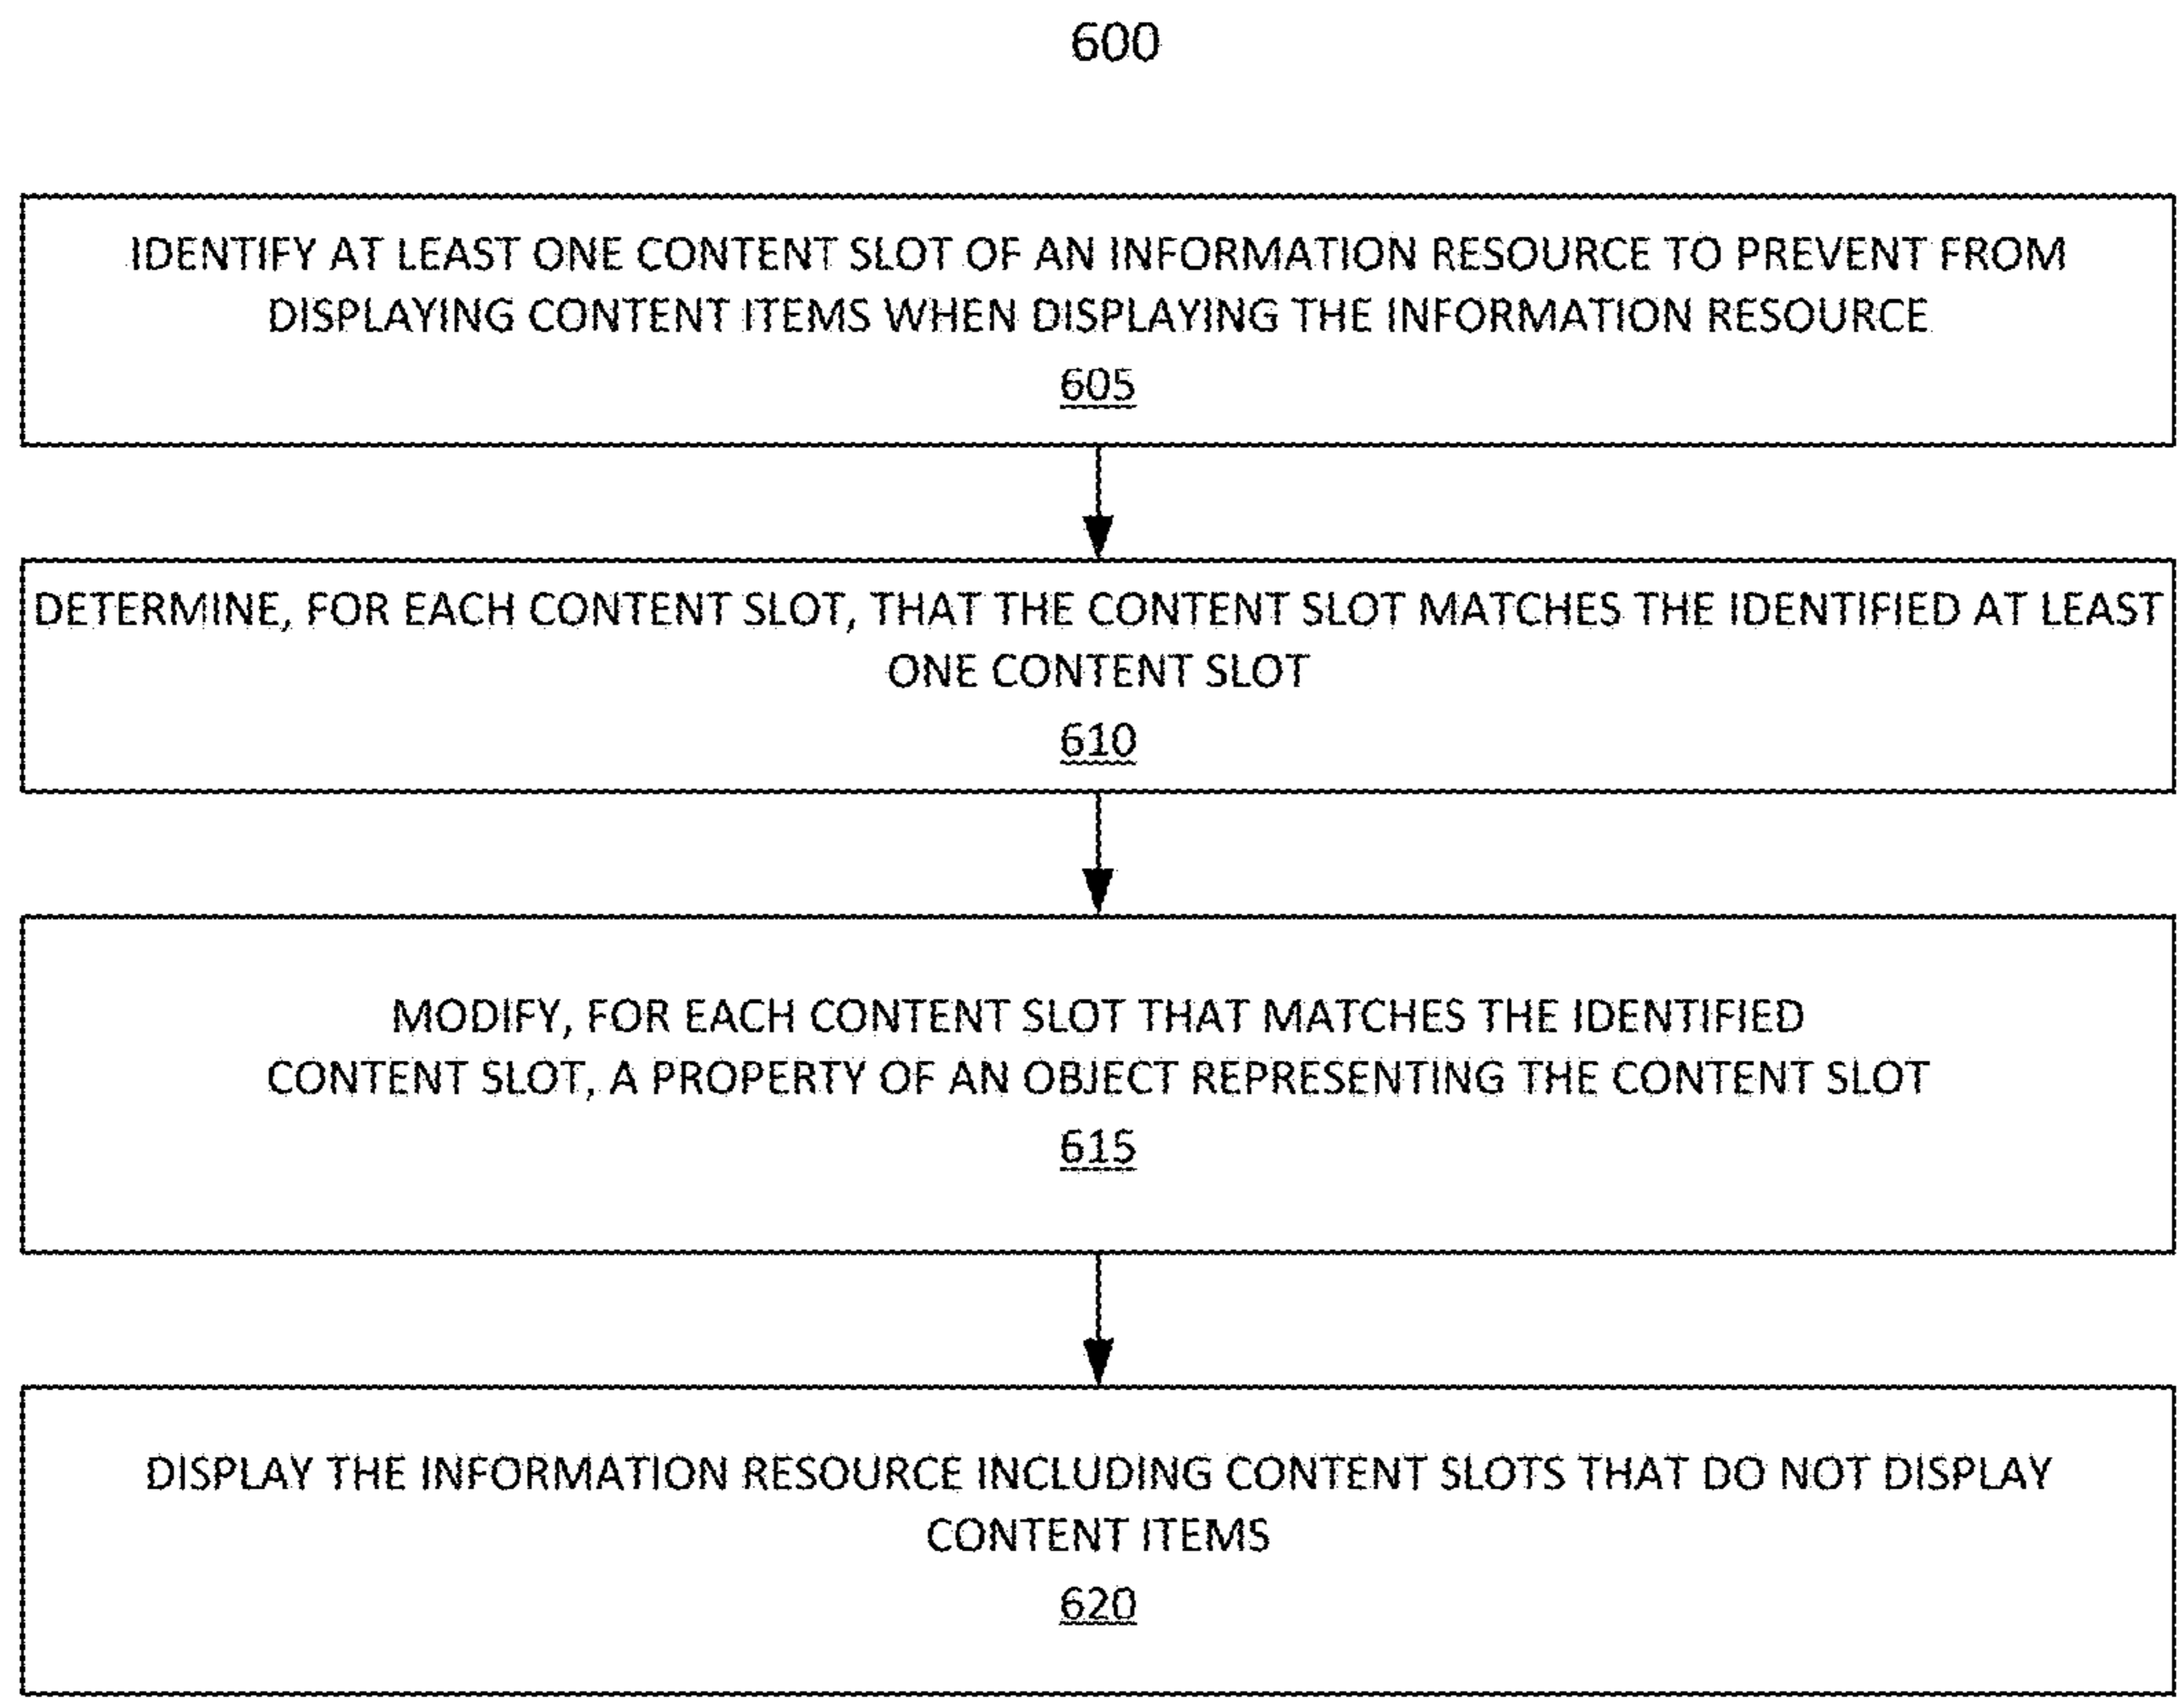 600
IDENTIFY AT LEAST ONE CONTENT SLOT OF AN INFORMATION RESOURCE TO PREVENT FROM
DISPLAYING CONTENT ITEMS WHEN DISPLAYING THE INFORMATION RESOURCE
605
DETERMINE, FOR EACH CONTENT SLOT, THAT THE CONTENT SLOT MATCHES THE IDENTIFIED AT LEAST
ONE CONTENT SLOT
610
MODIFY, FOR EACH CONTENT SLOT THAT MATCHES THE IDENTIFIED
CONTENT SLOT, A PROPERTY OF AN OBJECT REPRESENTING THE CONTENT SLOT
615
DISPLAY THE INFORMATION RESOURCE INCLUDING CONTENT SLOTS THAT DO NOT DISPLAY
CONTENT ITEMS
620